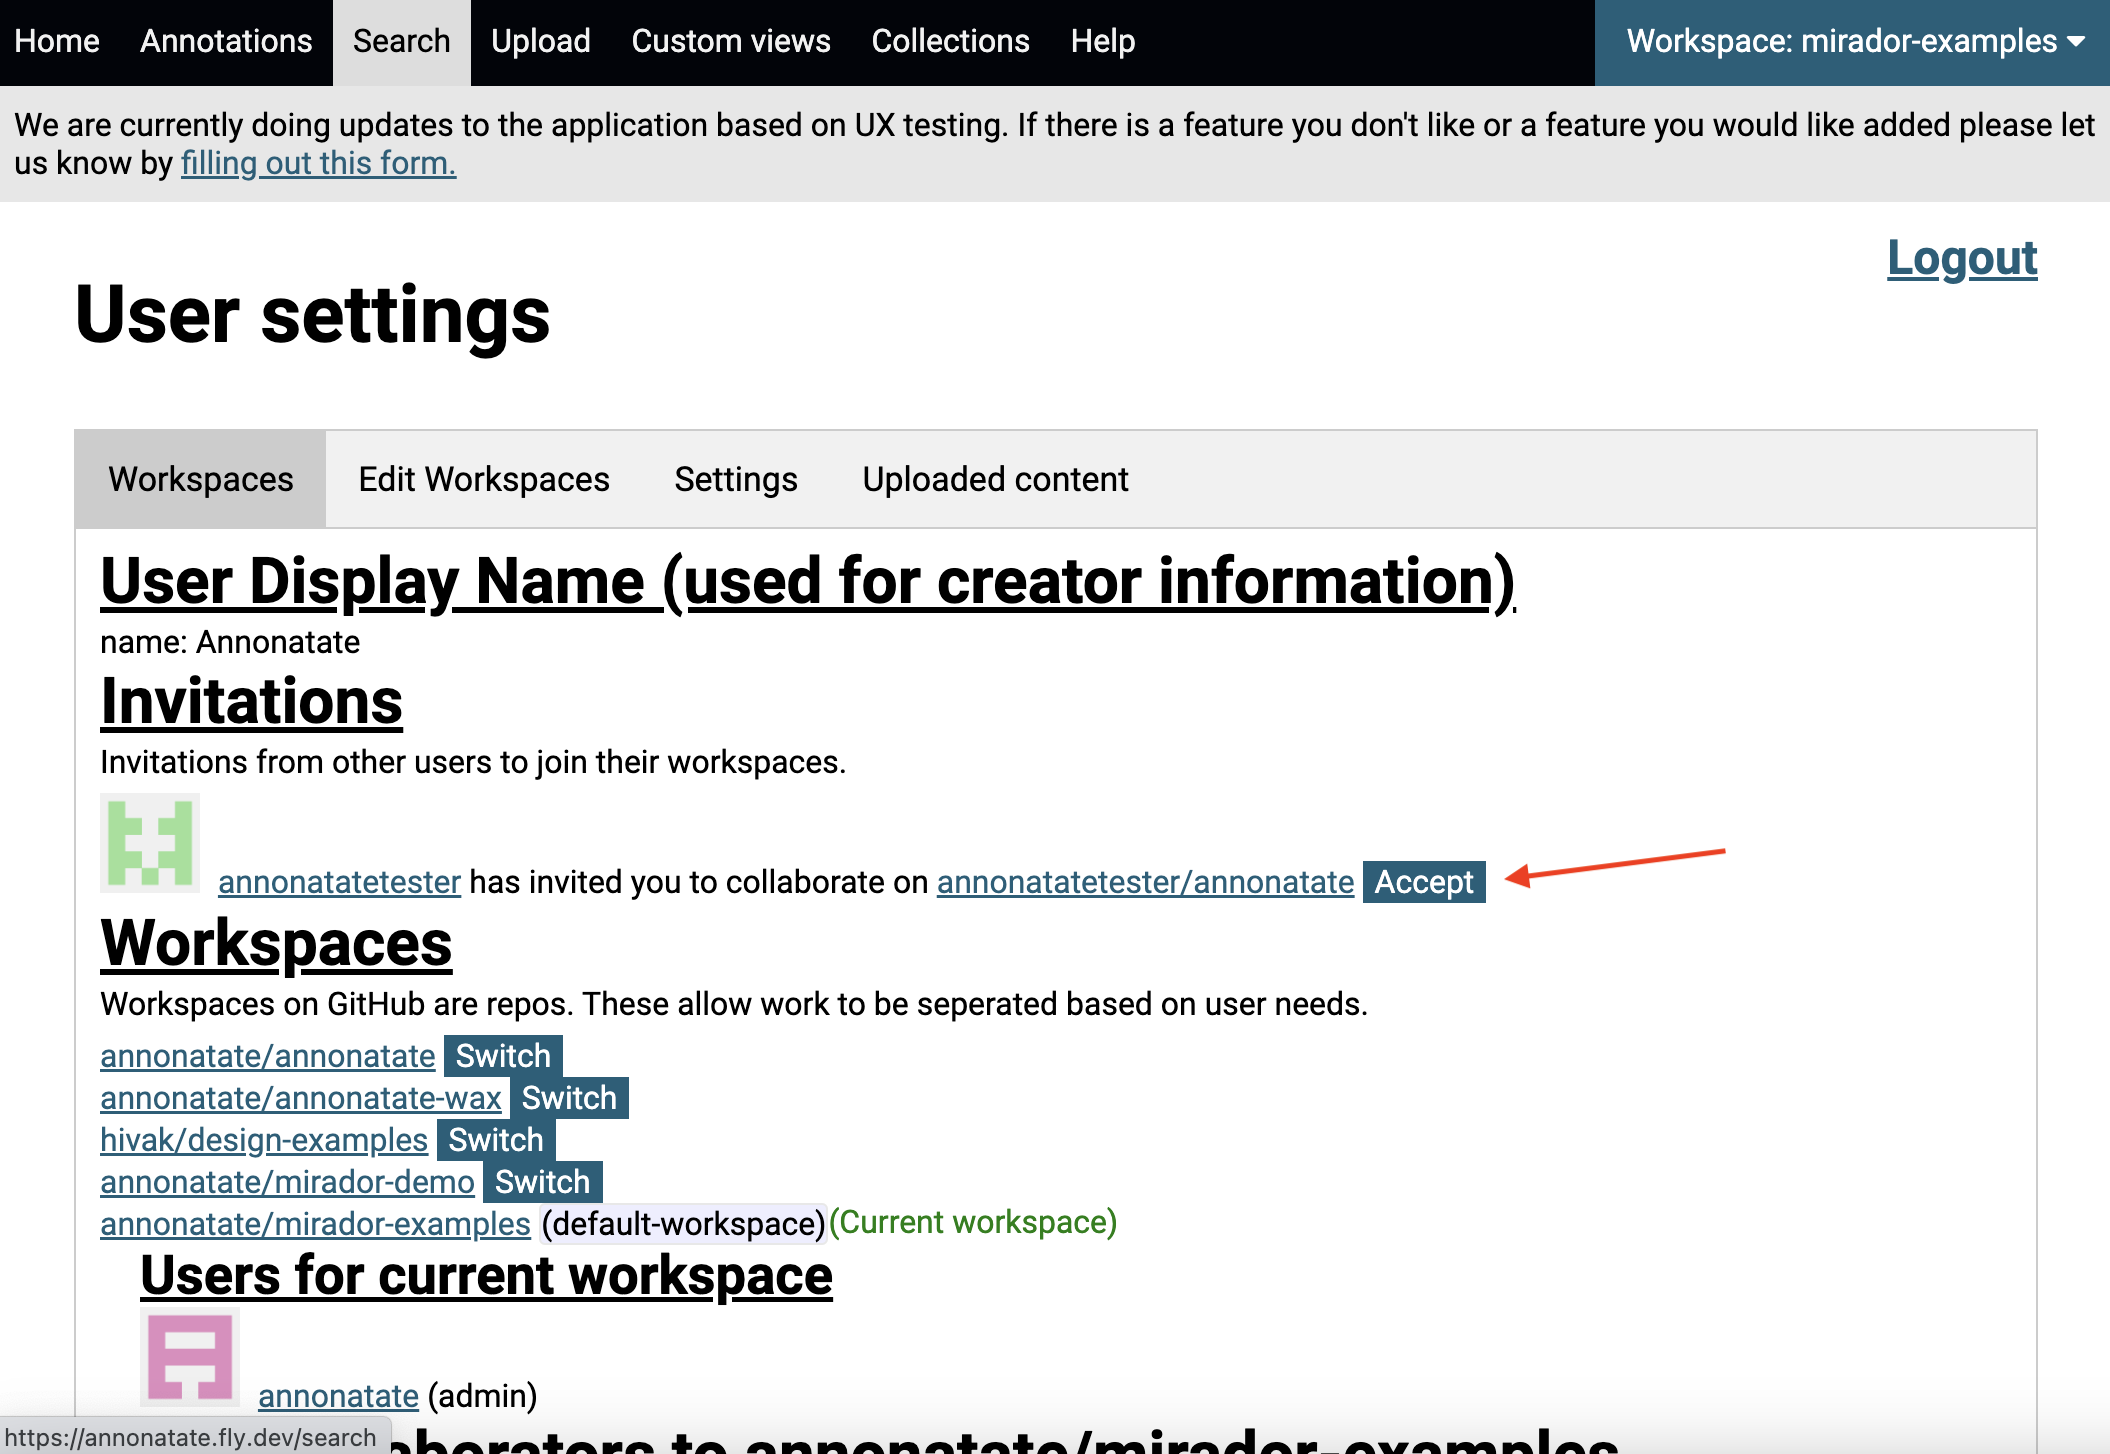 Home Annotations Search Upload Custom views Collections Help Workspace: mirador-examples
We are currently doing updates to the application based on UX testing. If there is a feature you don't like or a feature you would like added please let
us know by filling out this form.
Logout
User settings
Workspaces Edit Workspaces Settings Uploaded content
User Display Name (used for creator information)
name: Annonatate
Invitations
Invitations from other users to join their workspaces.
annonatatetester has invited you to collaborate on annonatatetester/annonatate Accept
Workspaces
Workspaces on GitHub are repos. These allow work to be seperated based on user needs.
annonatate/annonatate Switch
annonatate/annonatate-wax Switch
hivak/design-examples Switch
annonatate/mirador-demo Switch
annonatate/mirador-examples (default-workspace)(Current workspace)
Users for current workspace
annonatate (admin)
to annonatate/mirador-examples
https://annonatate.fly.dev/search